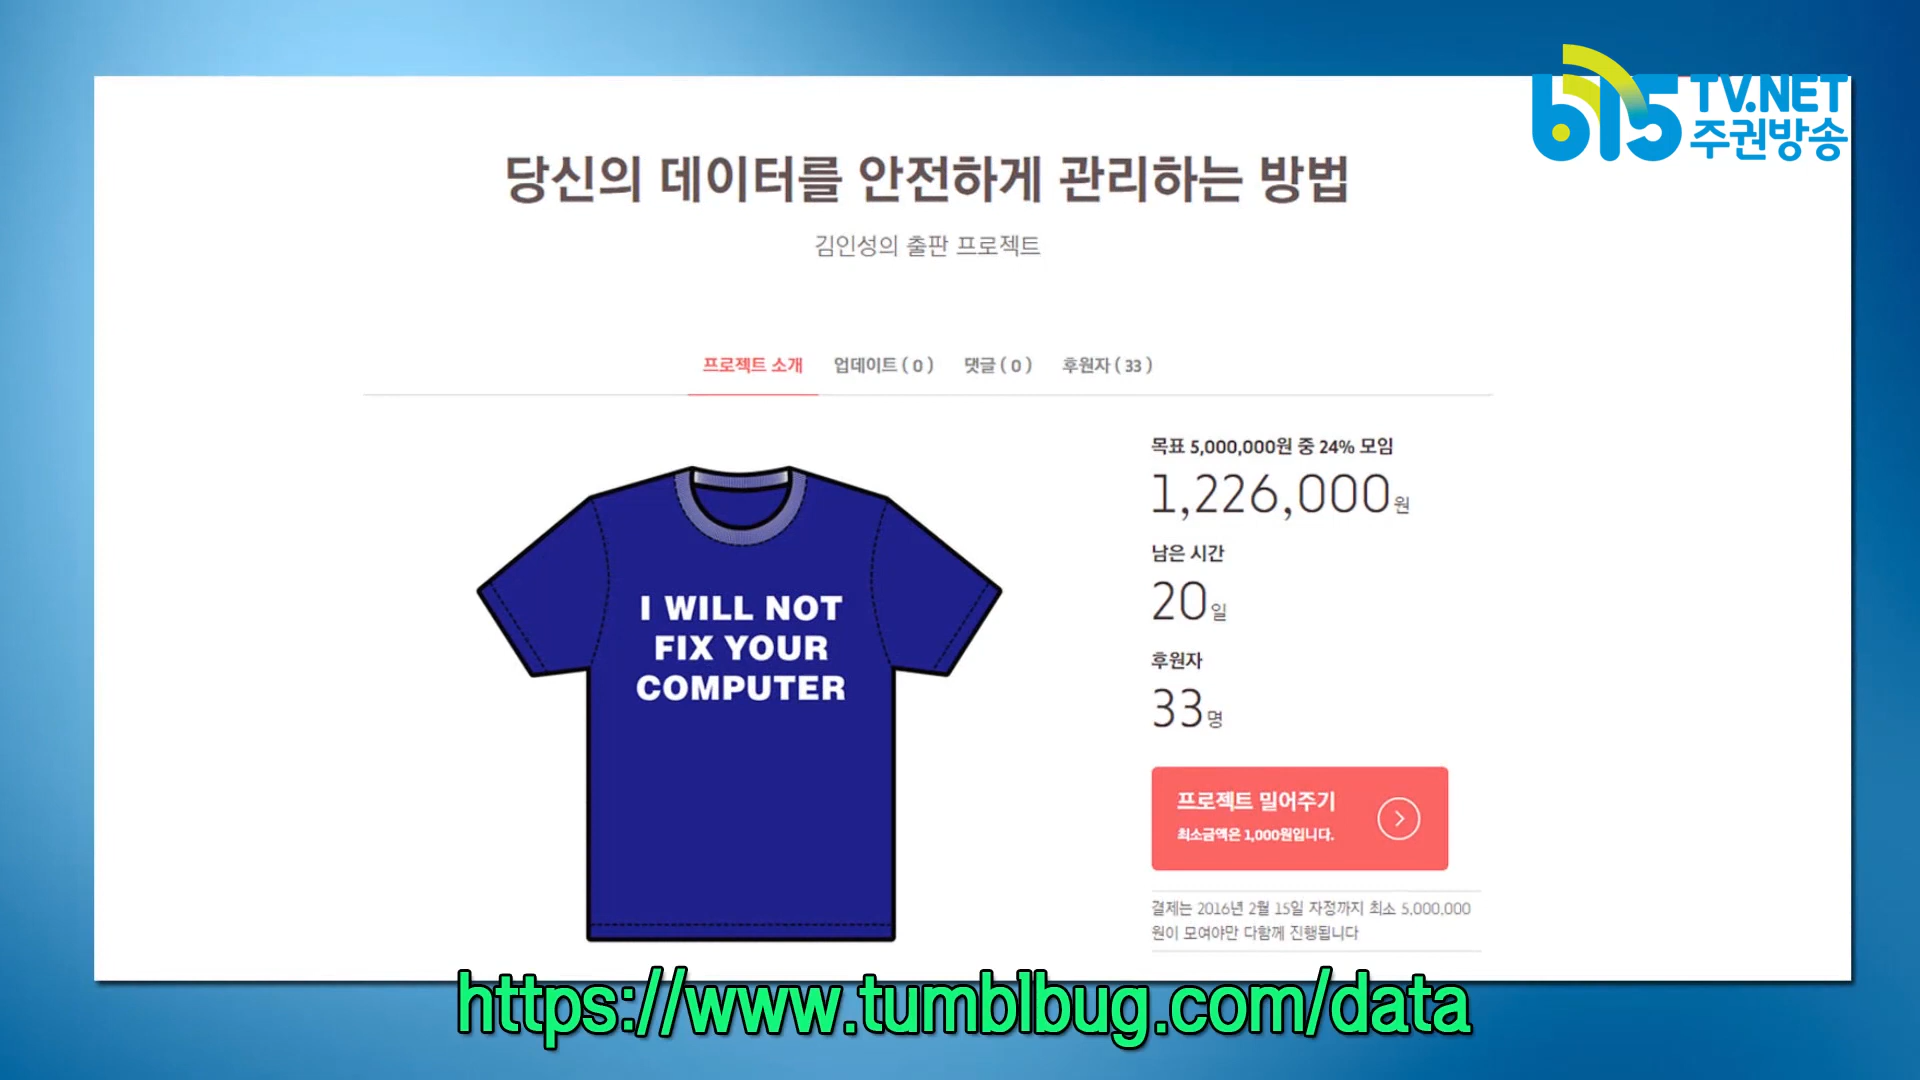 615 TV.NET
주권방송
당신의 데이터를 안전하게 관리하는 방법
김인성의 출판 프로젝트
프로젝트 소개 업데이트 ( 0 ) 댓글 ( 0 ) 후원자 ( 33 )
I WILL NOT
FIX YOUR
COMPUTER
목표 5,000,000원 중 24% 모임
1,226,000원
남은 시간
20일
후원자
33명
프로젝트 밀어주기
최소금액은 1,000원입니다.
결제는 2016년 2월 15일 자정까지 최소 5,000,000
원이 모여야만 다함께 진행됩니다
https://www.tumblbug.com/data